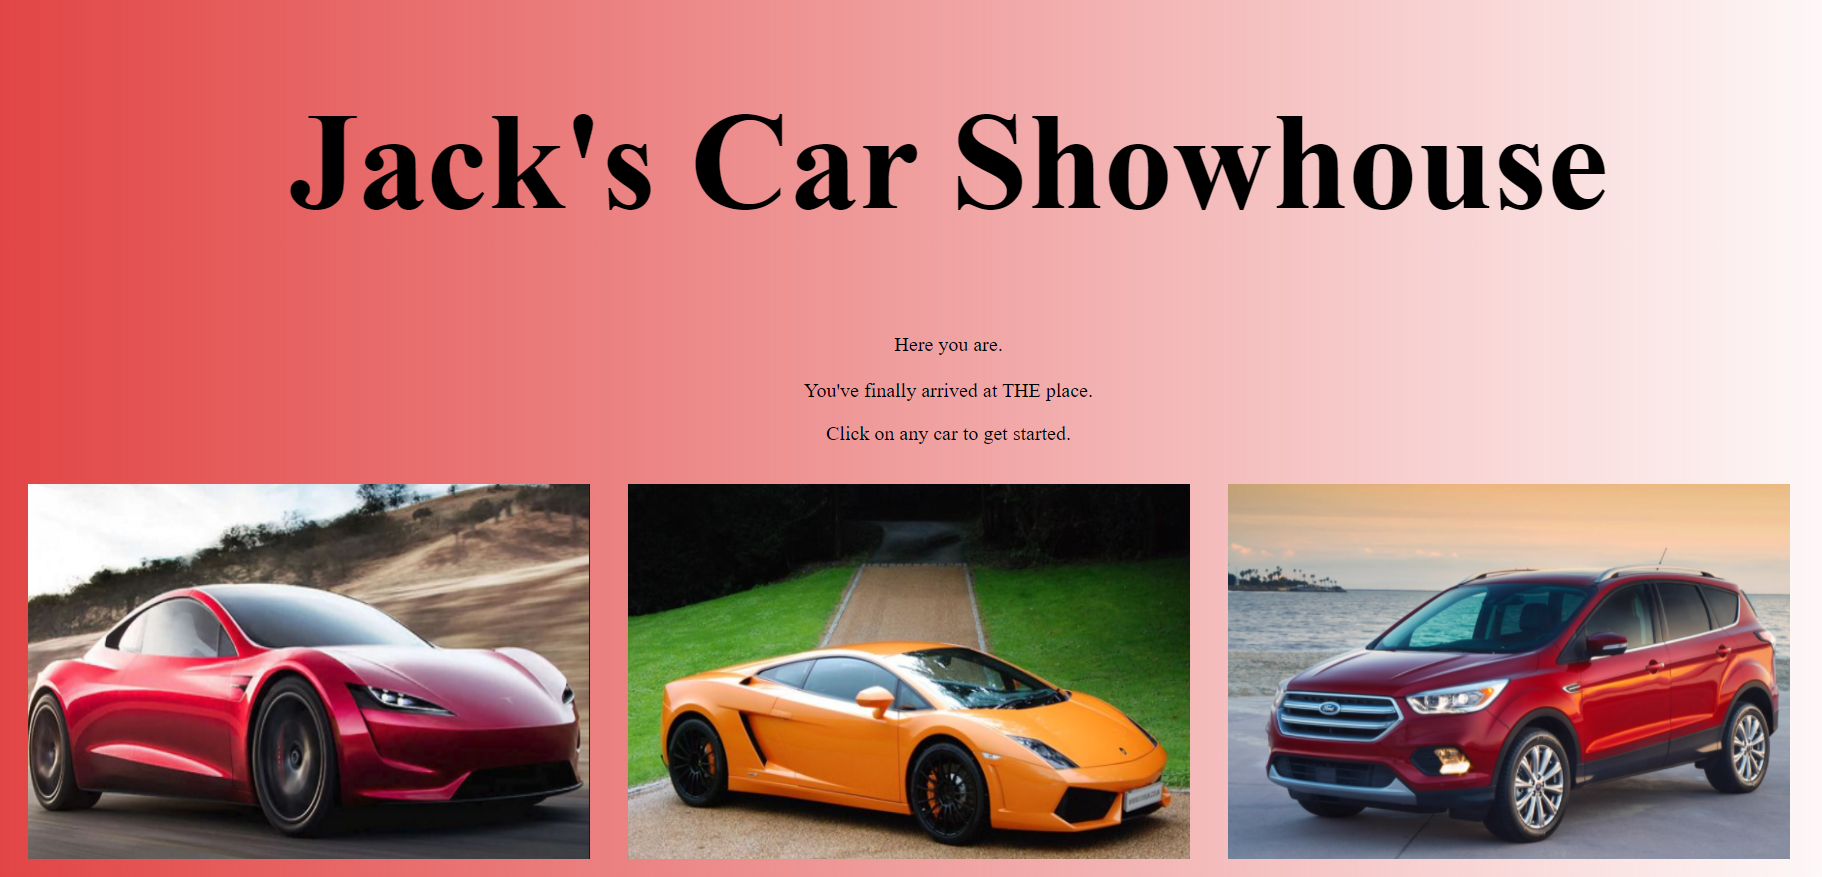 Jack's Car Showhouse
Here you are.
You've finally arrived at THE place.
Click on any car to get started.
Ford